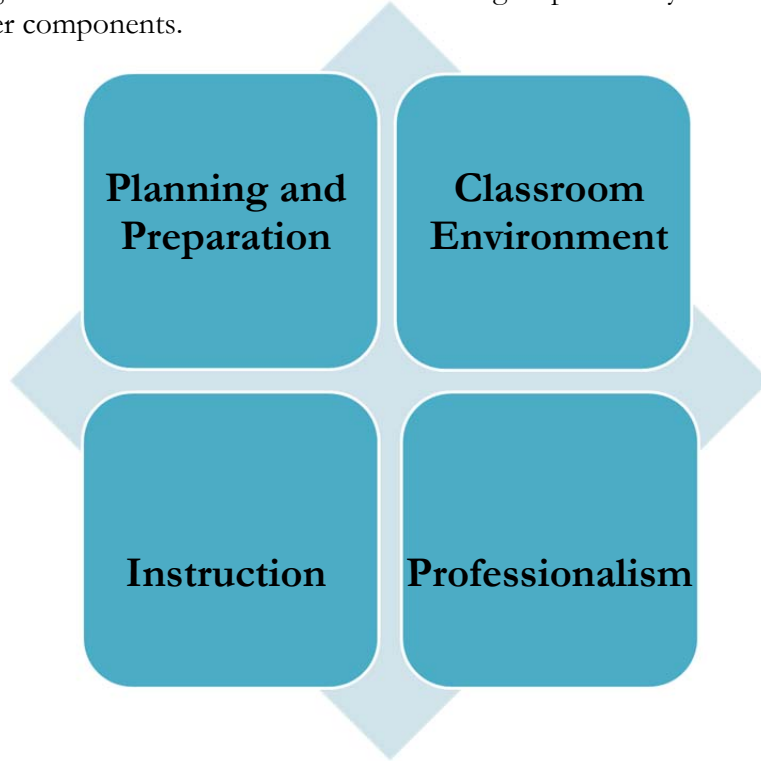 er components.
Planning and
Preparation
Classroom
Environment
Instruction
Professionalism